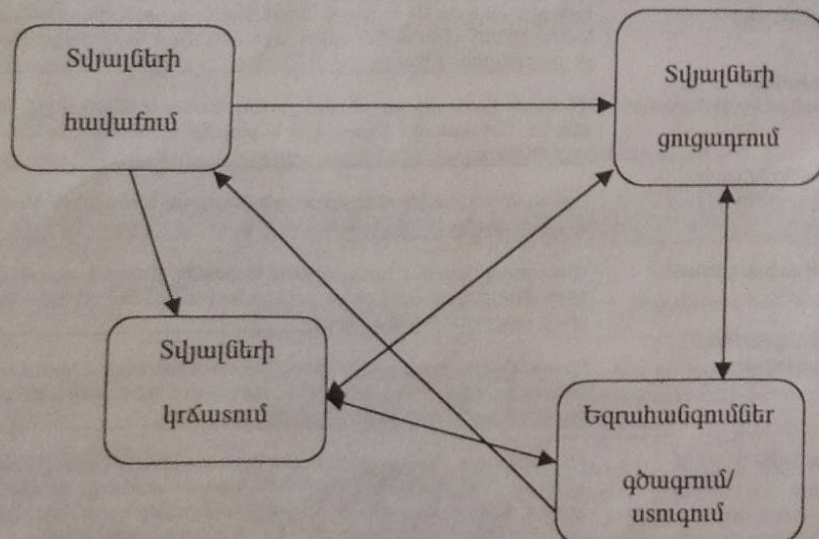 Տվյալների
հավաքում
Տվյալների
ցուցադրում
Տվյալների
կրճատում
Եզրահանգումներ
գծագրում/
ստուգում